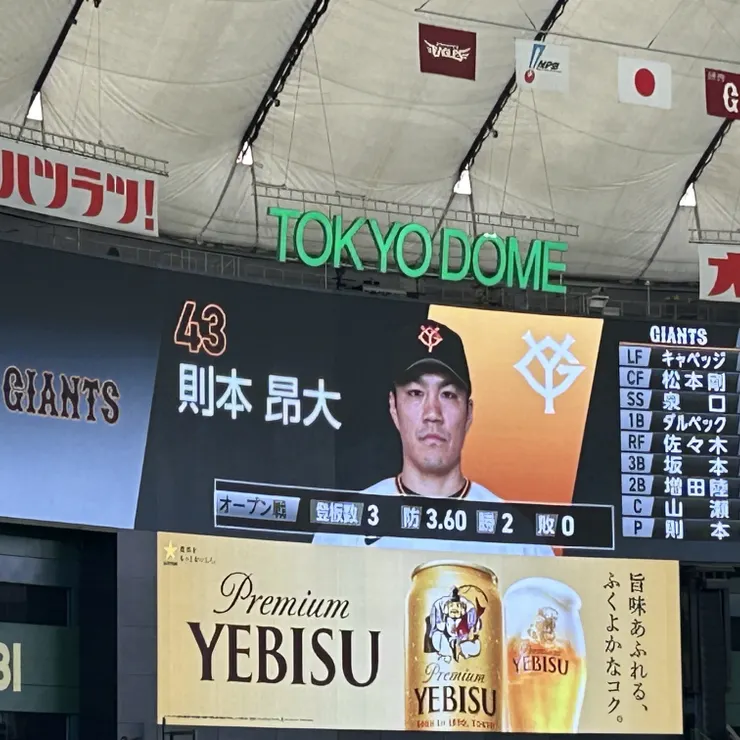 EAGLES
NPB
G
ハツラツ!
TOKYO DOME
GIANTS
43
則本 昂大
オープン戦 登板数 3 防 3.60 勝 2 敗 0
GIANTS
LF キャベッジ
CF 松本剛
SS 泉口
1B ダルベック
RF 佐々木
3B 坂本
2B 増田陸
C 山瀬
P 則本
Premium
YEBISU
Premium
YEBISU
YEBISU
旨味あふれる、
ふくよかなコク。